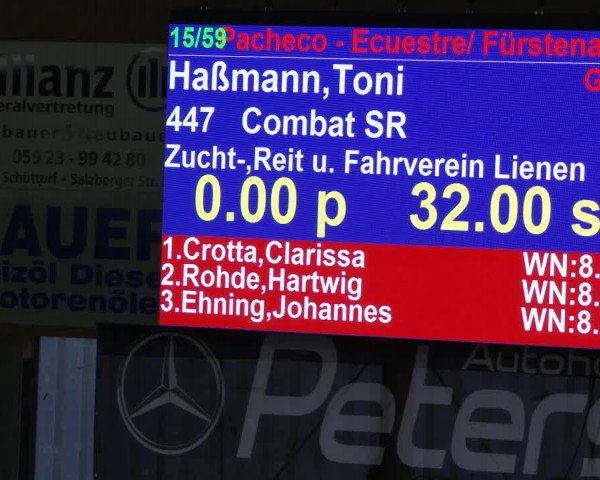 15/59 Pacheco - Ecuestre/ Fürstena
Haßmann,Toni G
447 Combat SR
Zucht-,Reit u. Fahrverein Lienen
0.00 p 32.00 s
1.Crotta,Clarissa WN:8.
2.Rohde,Hartwig WN:8.
3.Ehning,Johannes WN:8.
llianz
eralvertretung
bauer & Neubaue
059 23 - 99 42 80
Schüttorf • Salzberger Str.
AUER
izöl Diese
otorenöle
Autoho
Peters